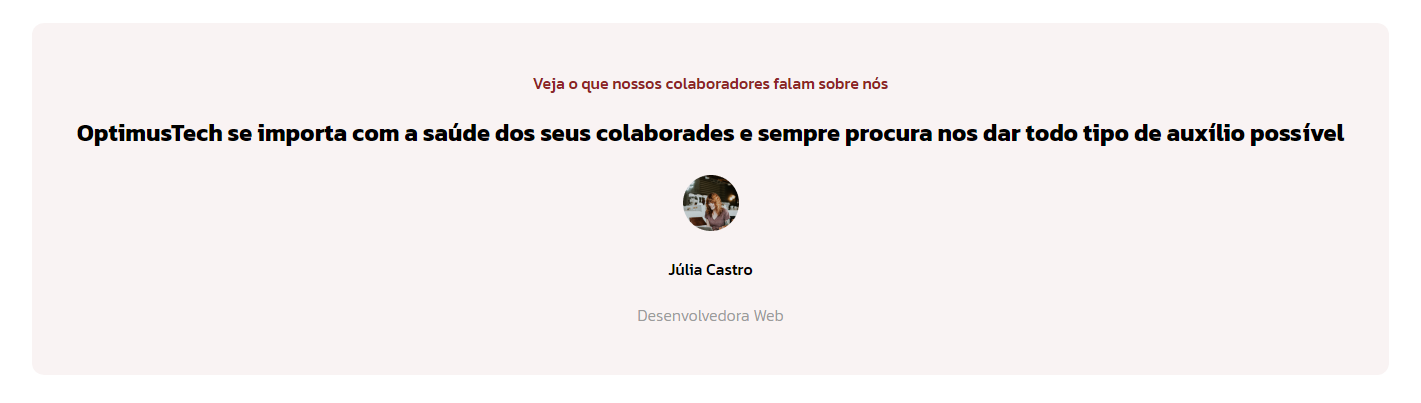 Veja o que nossos colaboradores falam sobre nós
OptimusTech se importa com a saúde dos seus colaborades e sempre procura nos dar todo tipo de auxílio possível
Júlia Castro
Desenvolvedora Web